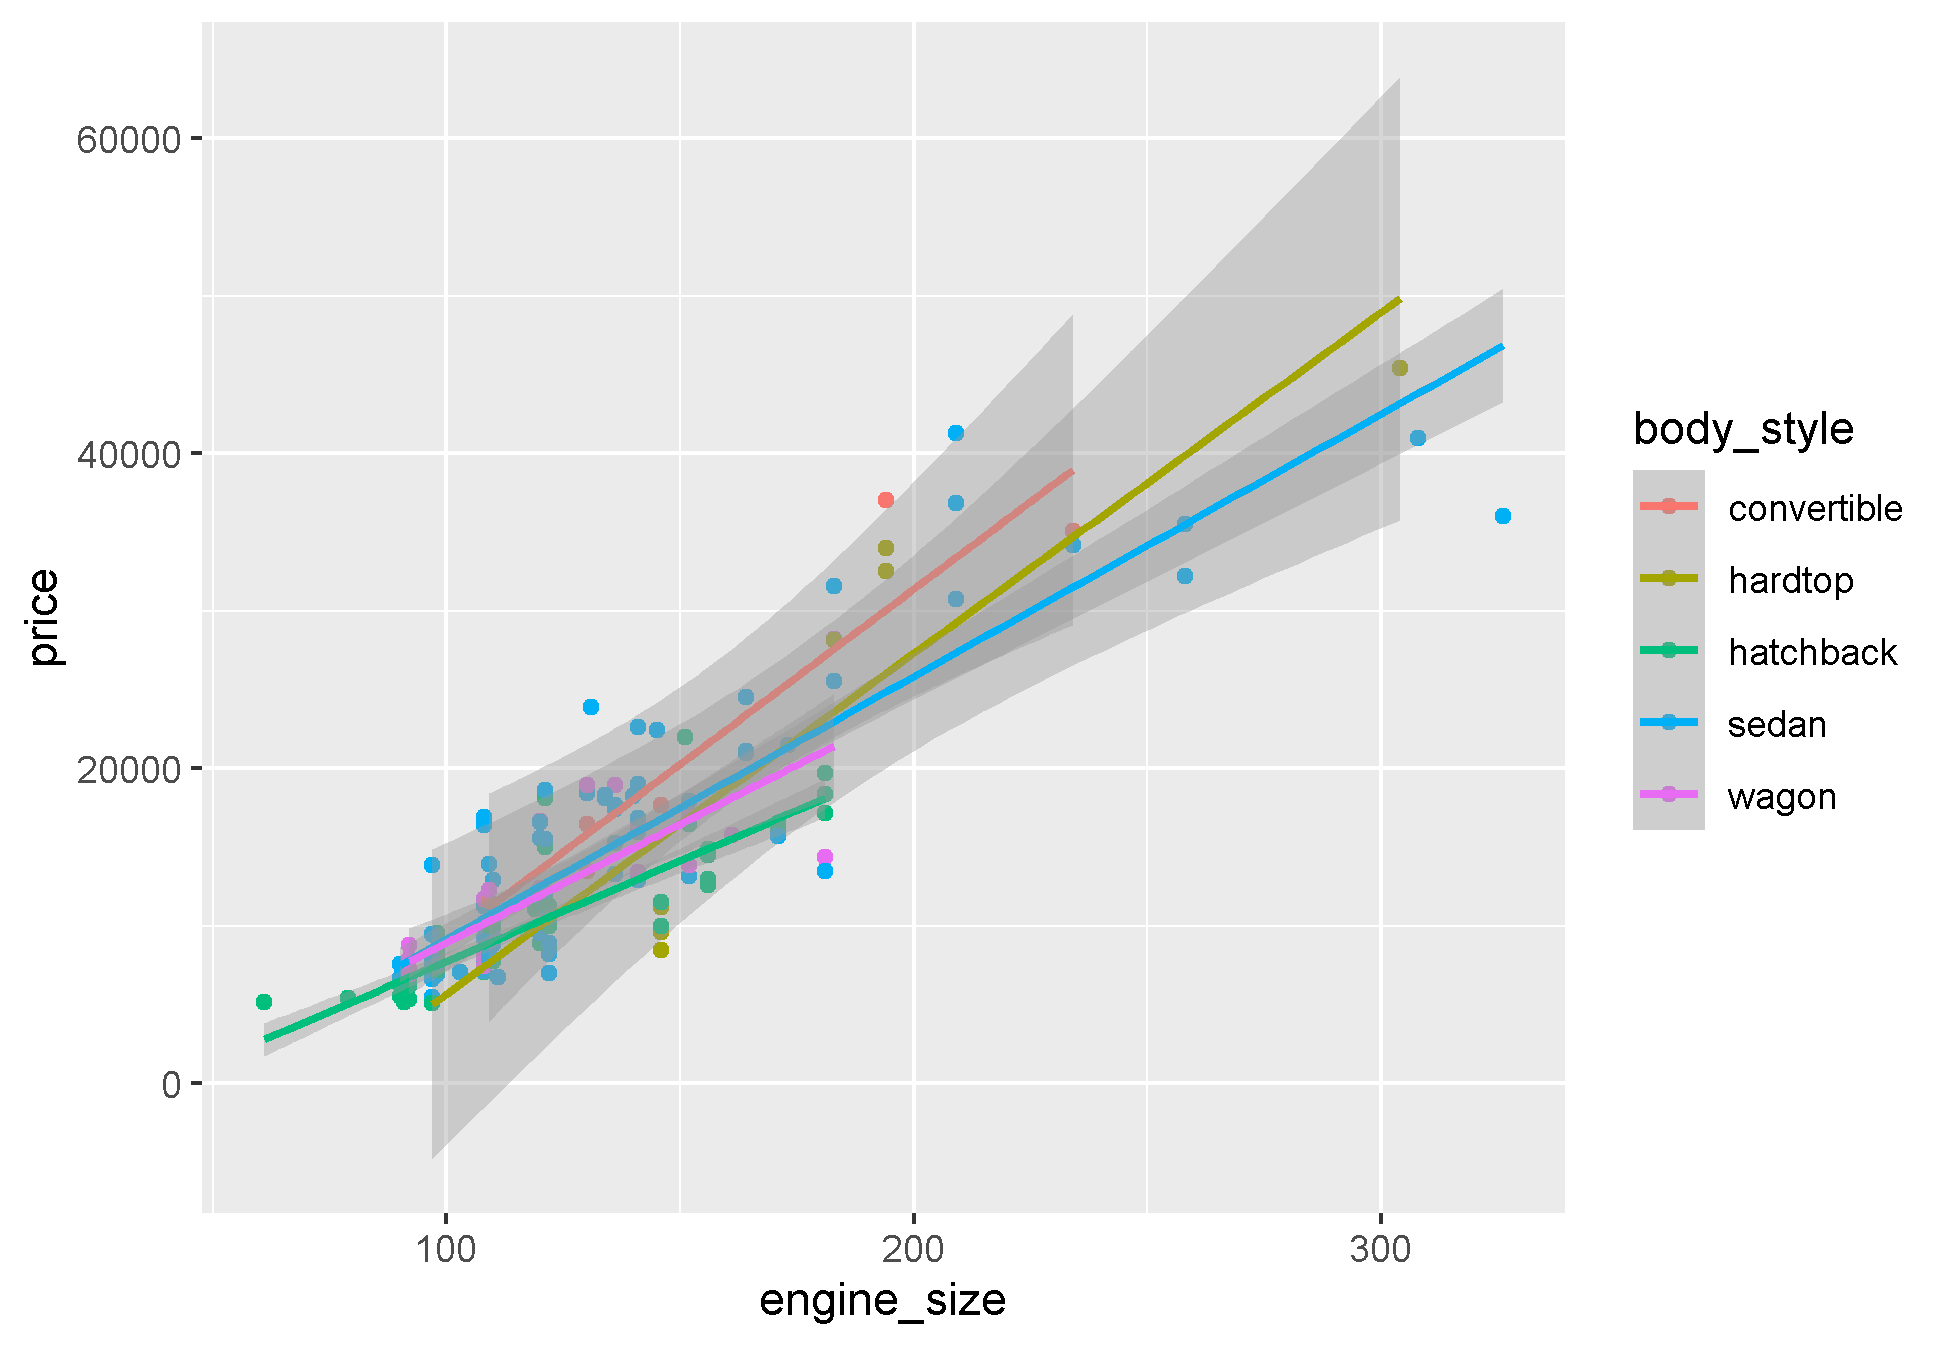 60000
40000
20000
0
price
100 200 300
engine_size
body_style
convertible
hardtop
hatchback
sedan
wagon